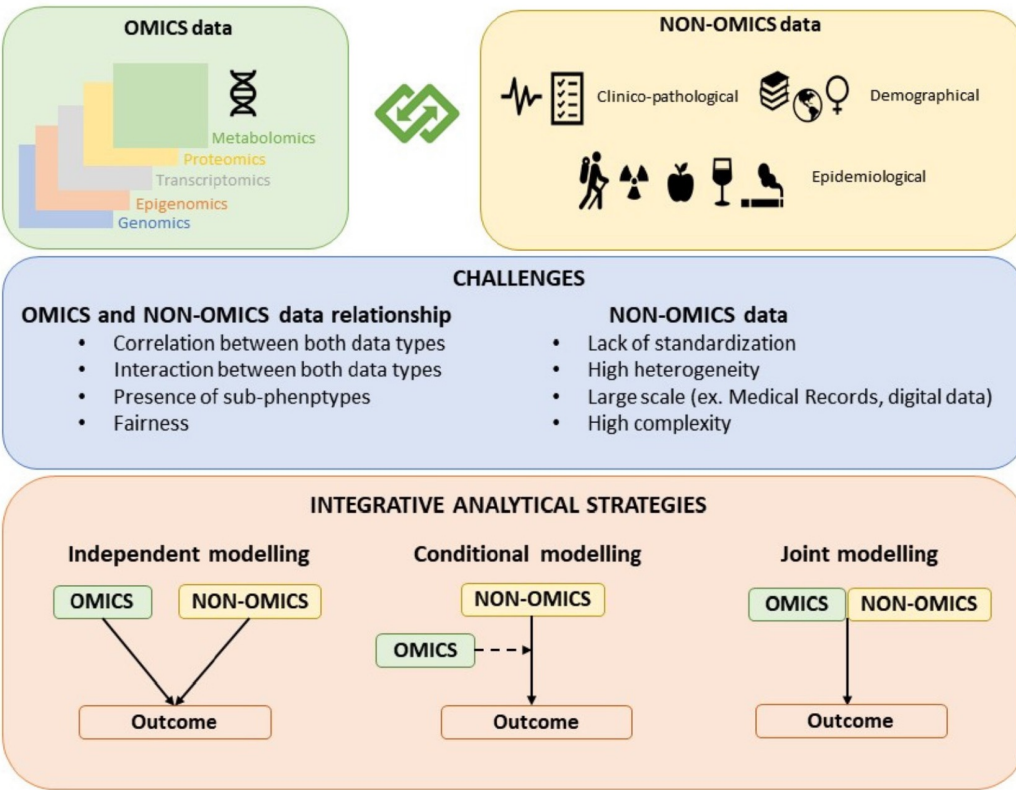 OMICS data
Metabolomics
Proteomics
Transcriptomics
Epigenomics
Genomics
NON-OMICS data
Clinico-pathological
Demographical
Epidemiological
CHALLENGES
OMICS and NON-OMICS data relationship
• Correlation between both data types
• Interaction between both data types
• Presence of sub-phenptypes
• Fairness
NON-OMICS data
• Lack of standardization
• High heterogeneity
• Large scale (ex. Medical Records, digital data)
• High complexity
INTEGRATIVE ANALYTICAL STRATEGIES
Independent modelling
OMICS
NON-OMICS
Outcome
Conditional modelling
NON-OMICS
OMICS
Outcome
Joint modelling
OMICS
NON-OMICS
Outcome